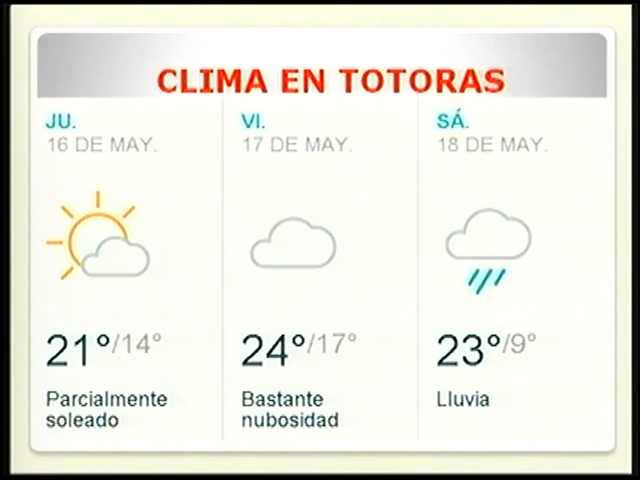 CLIMA EN TOTORAS
JU.
16 DE MAY.
21°/14°
Parcialmente
soleado
VI.
17 DE MAY.
24°/17°
Bastante
nubosidad
SÁ.
18 DE MAY.
23°/9°
Lluvia